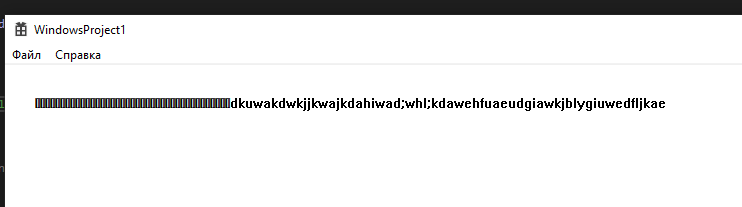 WindowsProject1
Файл Справка
dkuwakdwkjjkwajkdahiwad;whl;kdawehfuaeudgiawkjblygiuwedfljkae